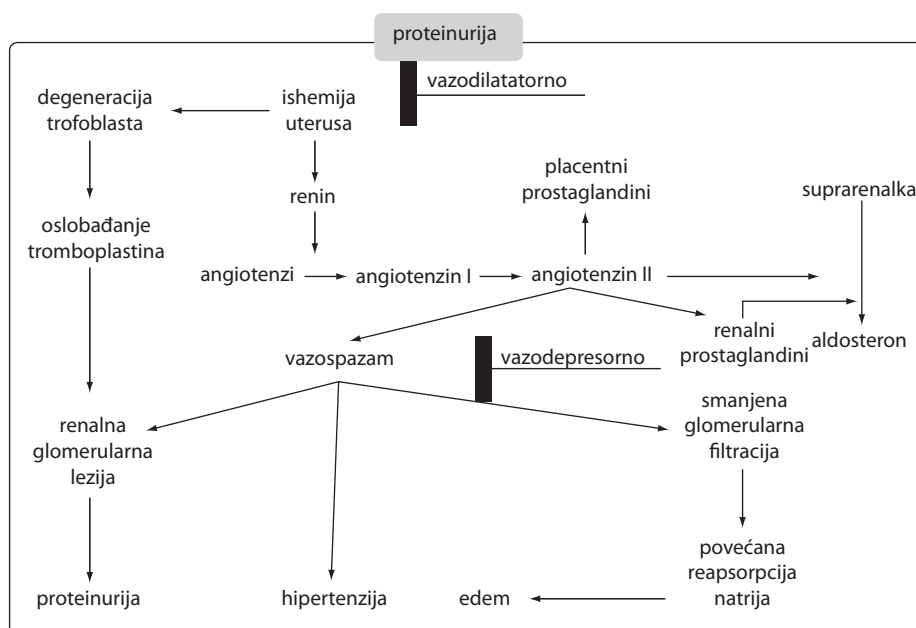 proteinurija
vazodilatatorno
degeneracija
trofoblasta
ishemija
uterusa
placentni
prostaglandini
renin
suprarenalka
oslobađanje
tromboplastina
angiotenzi
angiotenzin I
angiotenzin II
renalni
prostaglandini
aldosteron
vazospazam
vazodepresorno
smanjena
glomerularna
filtracija
renalna
glomerularna
lezija
povećana
reapsorpcija
natrija
proteinurija
hipertenzija
edem